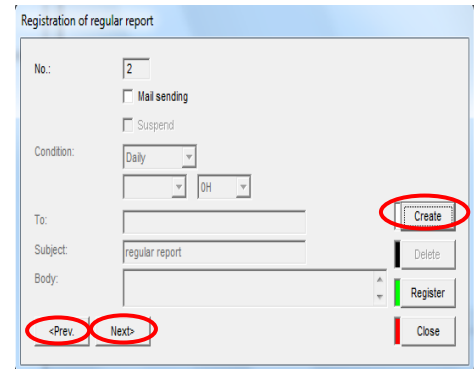 Registration of regular report
No.: 2
Mail sending
Suspend
Condition: Daily
0H
To:
Create
Subject: regular report
Delete
Body:
Register
<Prev. Next> Close